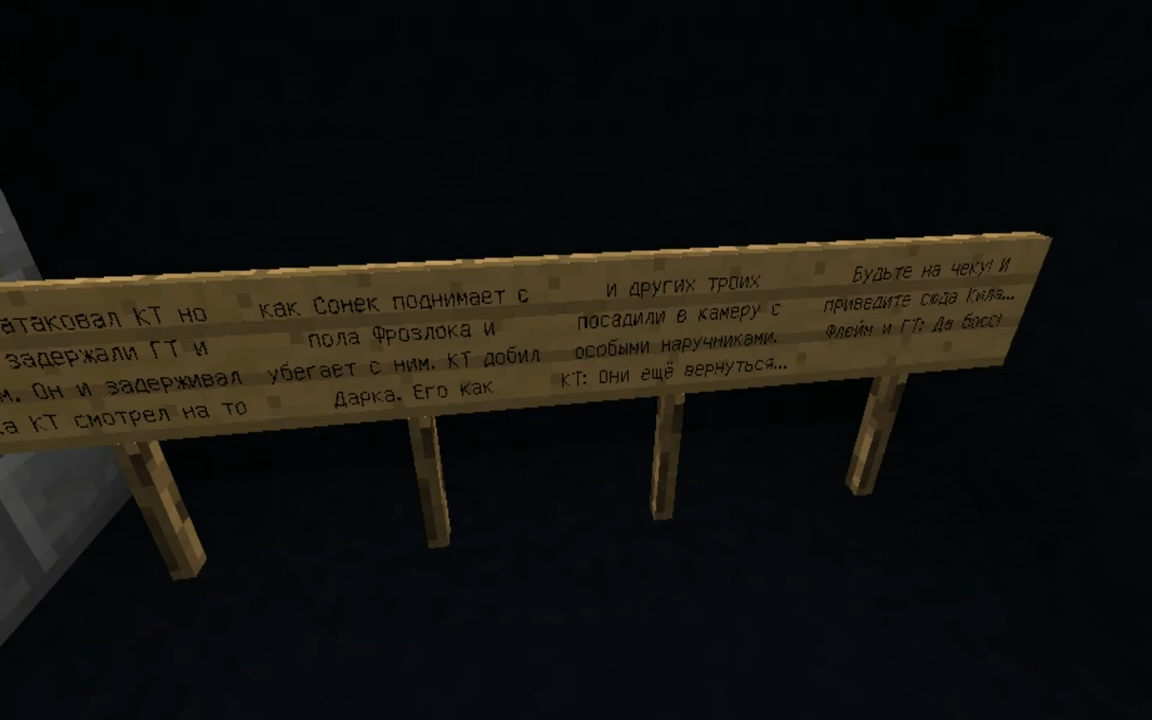 атаковал КТ но
задержали ГТ и
м. Он и задерживал
ка КТ смотрел на то
как Сонек поднимает с
пола Фрозлока и
убегает с ним. КТ добил
Дарка. Его как
и других троих
посадили в камеру с
особыми наручниками.
КТ: Они ещё вернуться...
Будьте на чеку! И
приведите сюда Кила...
Флейм и ГТ: Да босс!